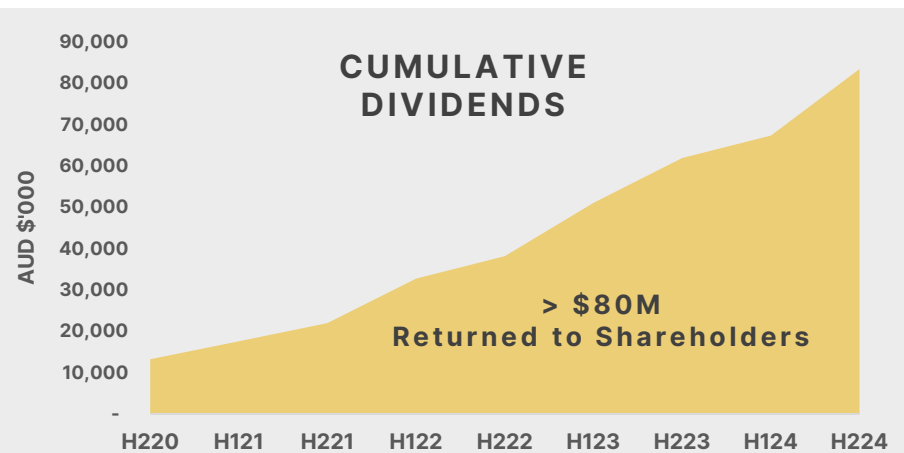 CUMULATIVE
DIVIDENDS
AUD $'000
90,000
80,000
70,000
60,000
50,000
40,000
30,000
20,000
10,000
-
> $80M
Returned to Shareholders
H220 H121 H221 H122 H222 H123 H223 H124 H224